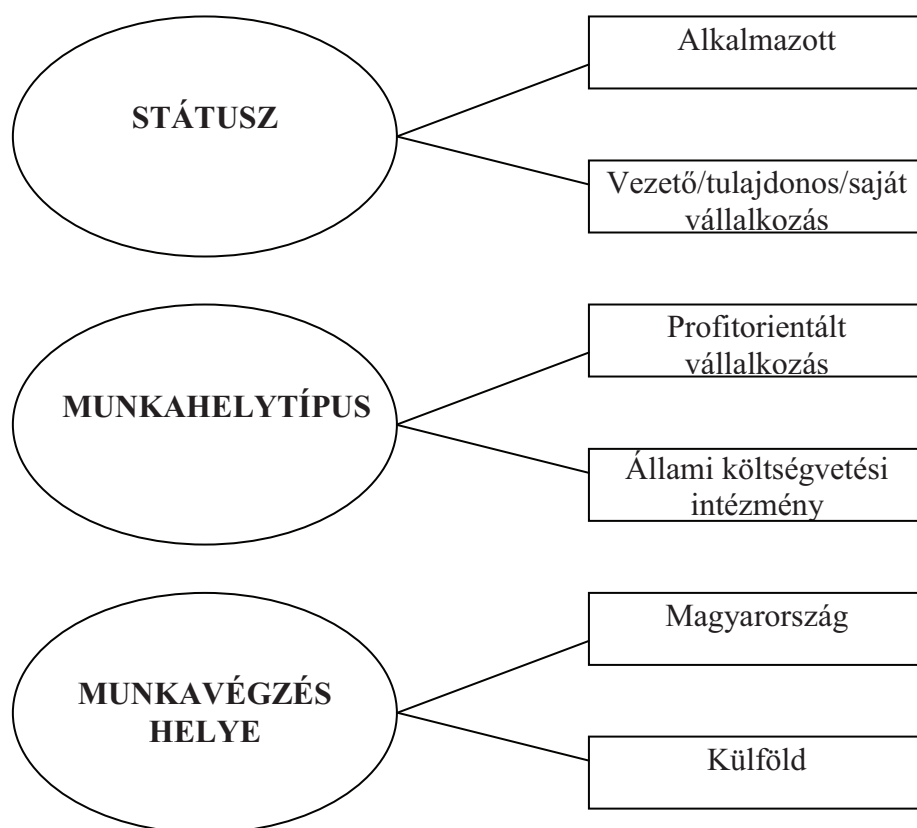 STÁTUSZ
Alkalmazott
Vezető/tulajdonos/saját
vállalkozás
MUNKAHELYTÍPUS
Profitorientált
vállalkozás
Állami költségvetési
intézmény
MUNKAVÉGZÉS
HELYE
Magyarország
Külföld